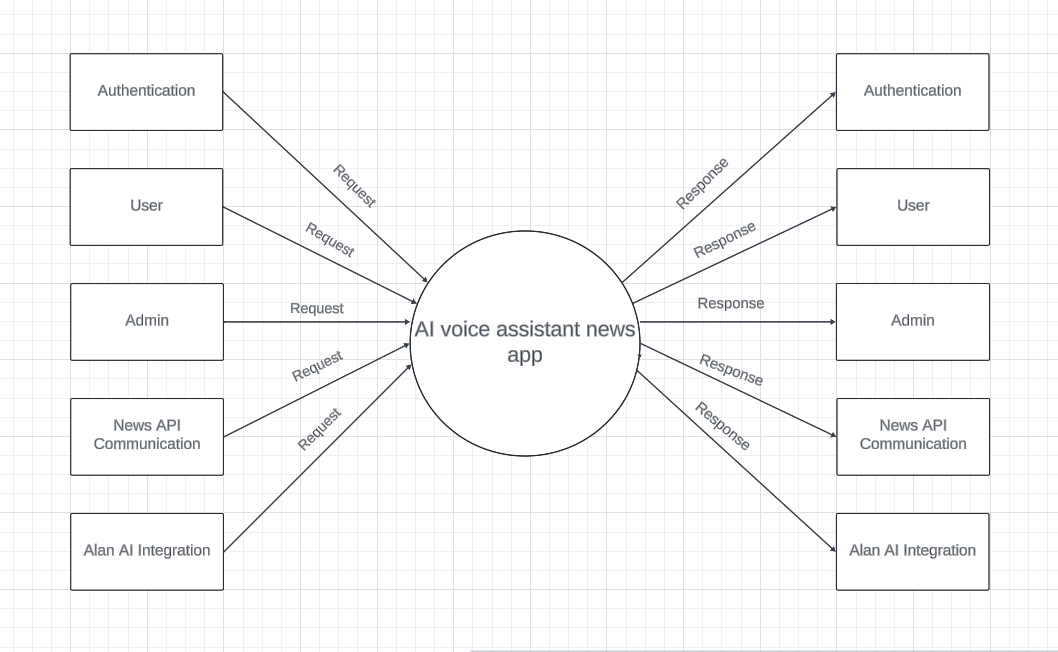 Authentication
Authentication
Request
Response
User
User
Request
Response
Admin
Request
Response
Admin
AI voice assistant news
app
Request
Response
News API
Communication
News API
Communication
Request
Response
Alan AI Integration
Alan AI Integration